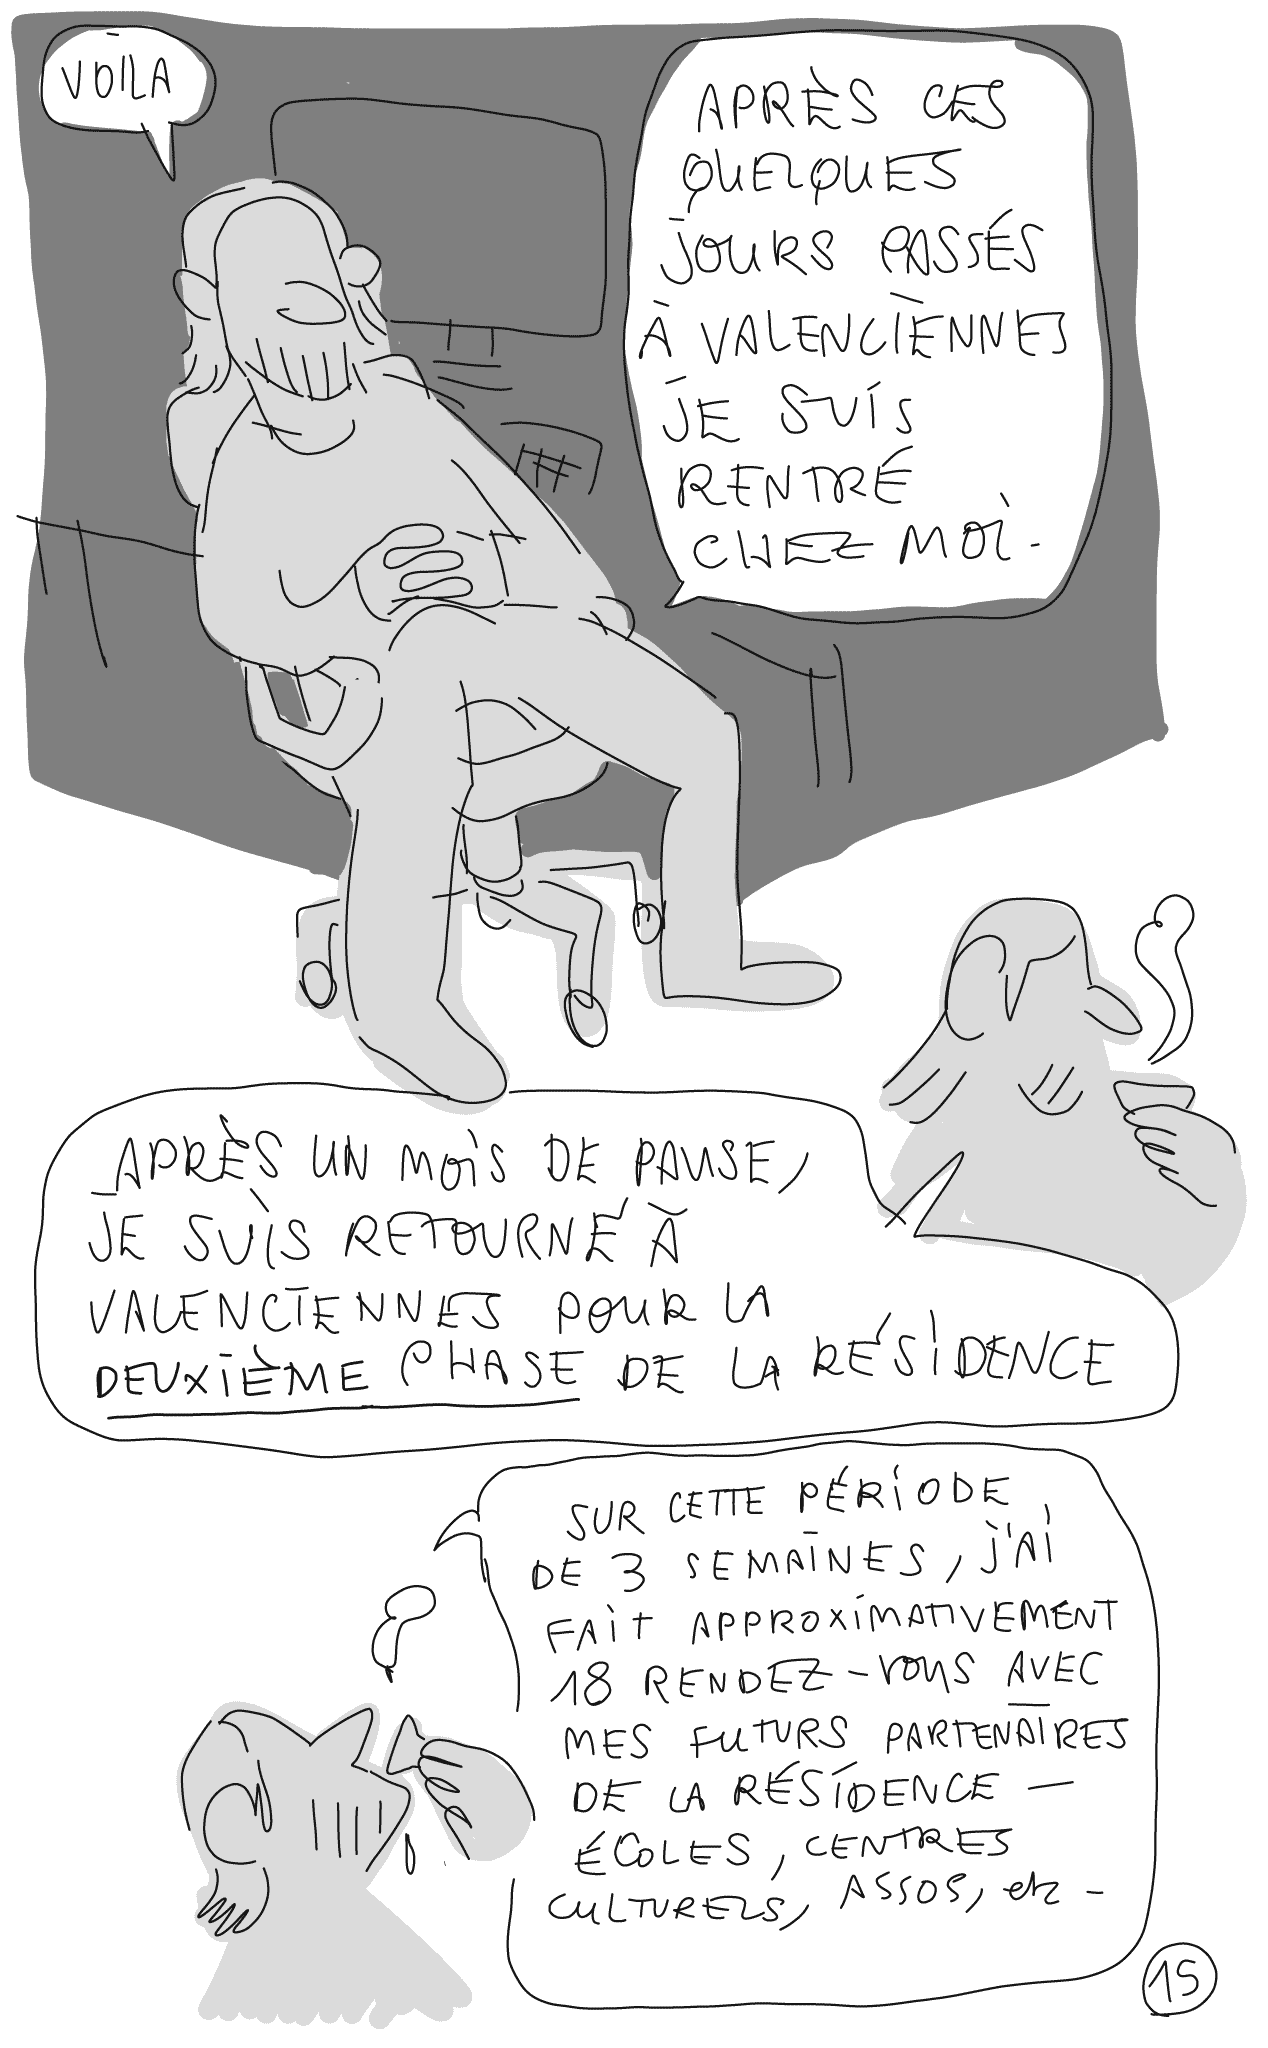 VOILA
APRÈS CES
QUELQUES
JOURS PASSÉS
À VALENCIENNES
JE SUIS
RENTRÉ
CHEZ MOI.
APRÈS UN MOIS DE PAUSE,
JE SUIS RETOURNÉ À
VALENCIENNES POUR LA
DEUXIÈME PHASE DE LA RÉSIDENCE
SUR CETTE PÉRIODE
DE 3 SEMAINES, J'AI
FAIT APPROXIMATIVEMENT
18 RENDEZ-VOUS AVEC
MES FUTURS PARTENAIRES
DE LA RÉSIDENCE —
ÉCOLES, CENTRES
CULTURELS, ASSOS, etc -
15